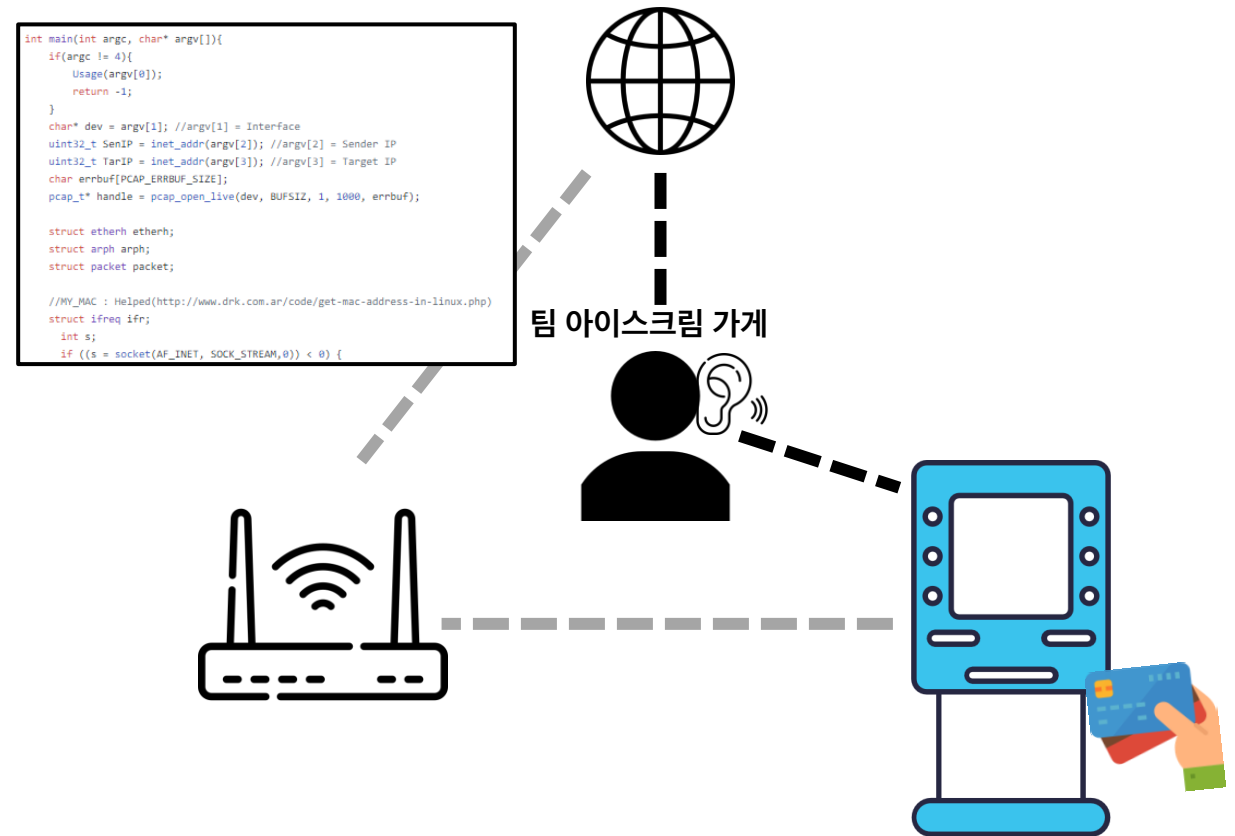 int main(int argc, char* argv[]){
if(argc != 4){
Usage(argv[0]);
return -1;
}
char* dev = argv[1]; //argv[1] = Interface
uint32_t SenIP = inet_addr(argv[2]); //argv[2] = Sender IP
uint32_t TarIP = inet_addr(argv[3]); //argv[3] = Target IP
char errbuf[PCAP_ERRBUF_SIZE];
pcap_t* handle = pcap_open_live(dev, BUFSIZ, 1, 1000, errbuf);
struct etherh etherh;
struct arph arph;
struct packet packet;
//MY_MAC : Helped(http://www.drk.com.ar/code/get-mac-address-in-linux.php)
struct ifreq ifr;
int s;
if ((s = socket(AF_INET, SOCK_STREAM,0)) < 0) {
팀 아이스크림 가게